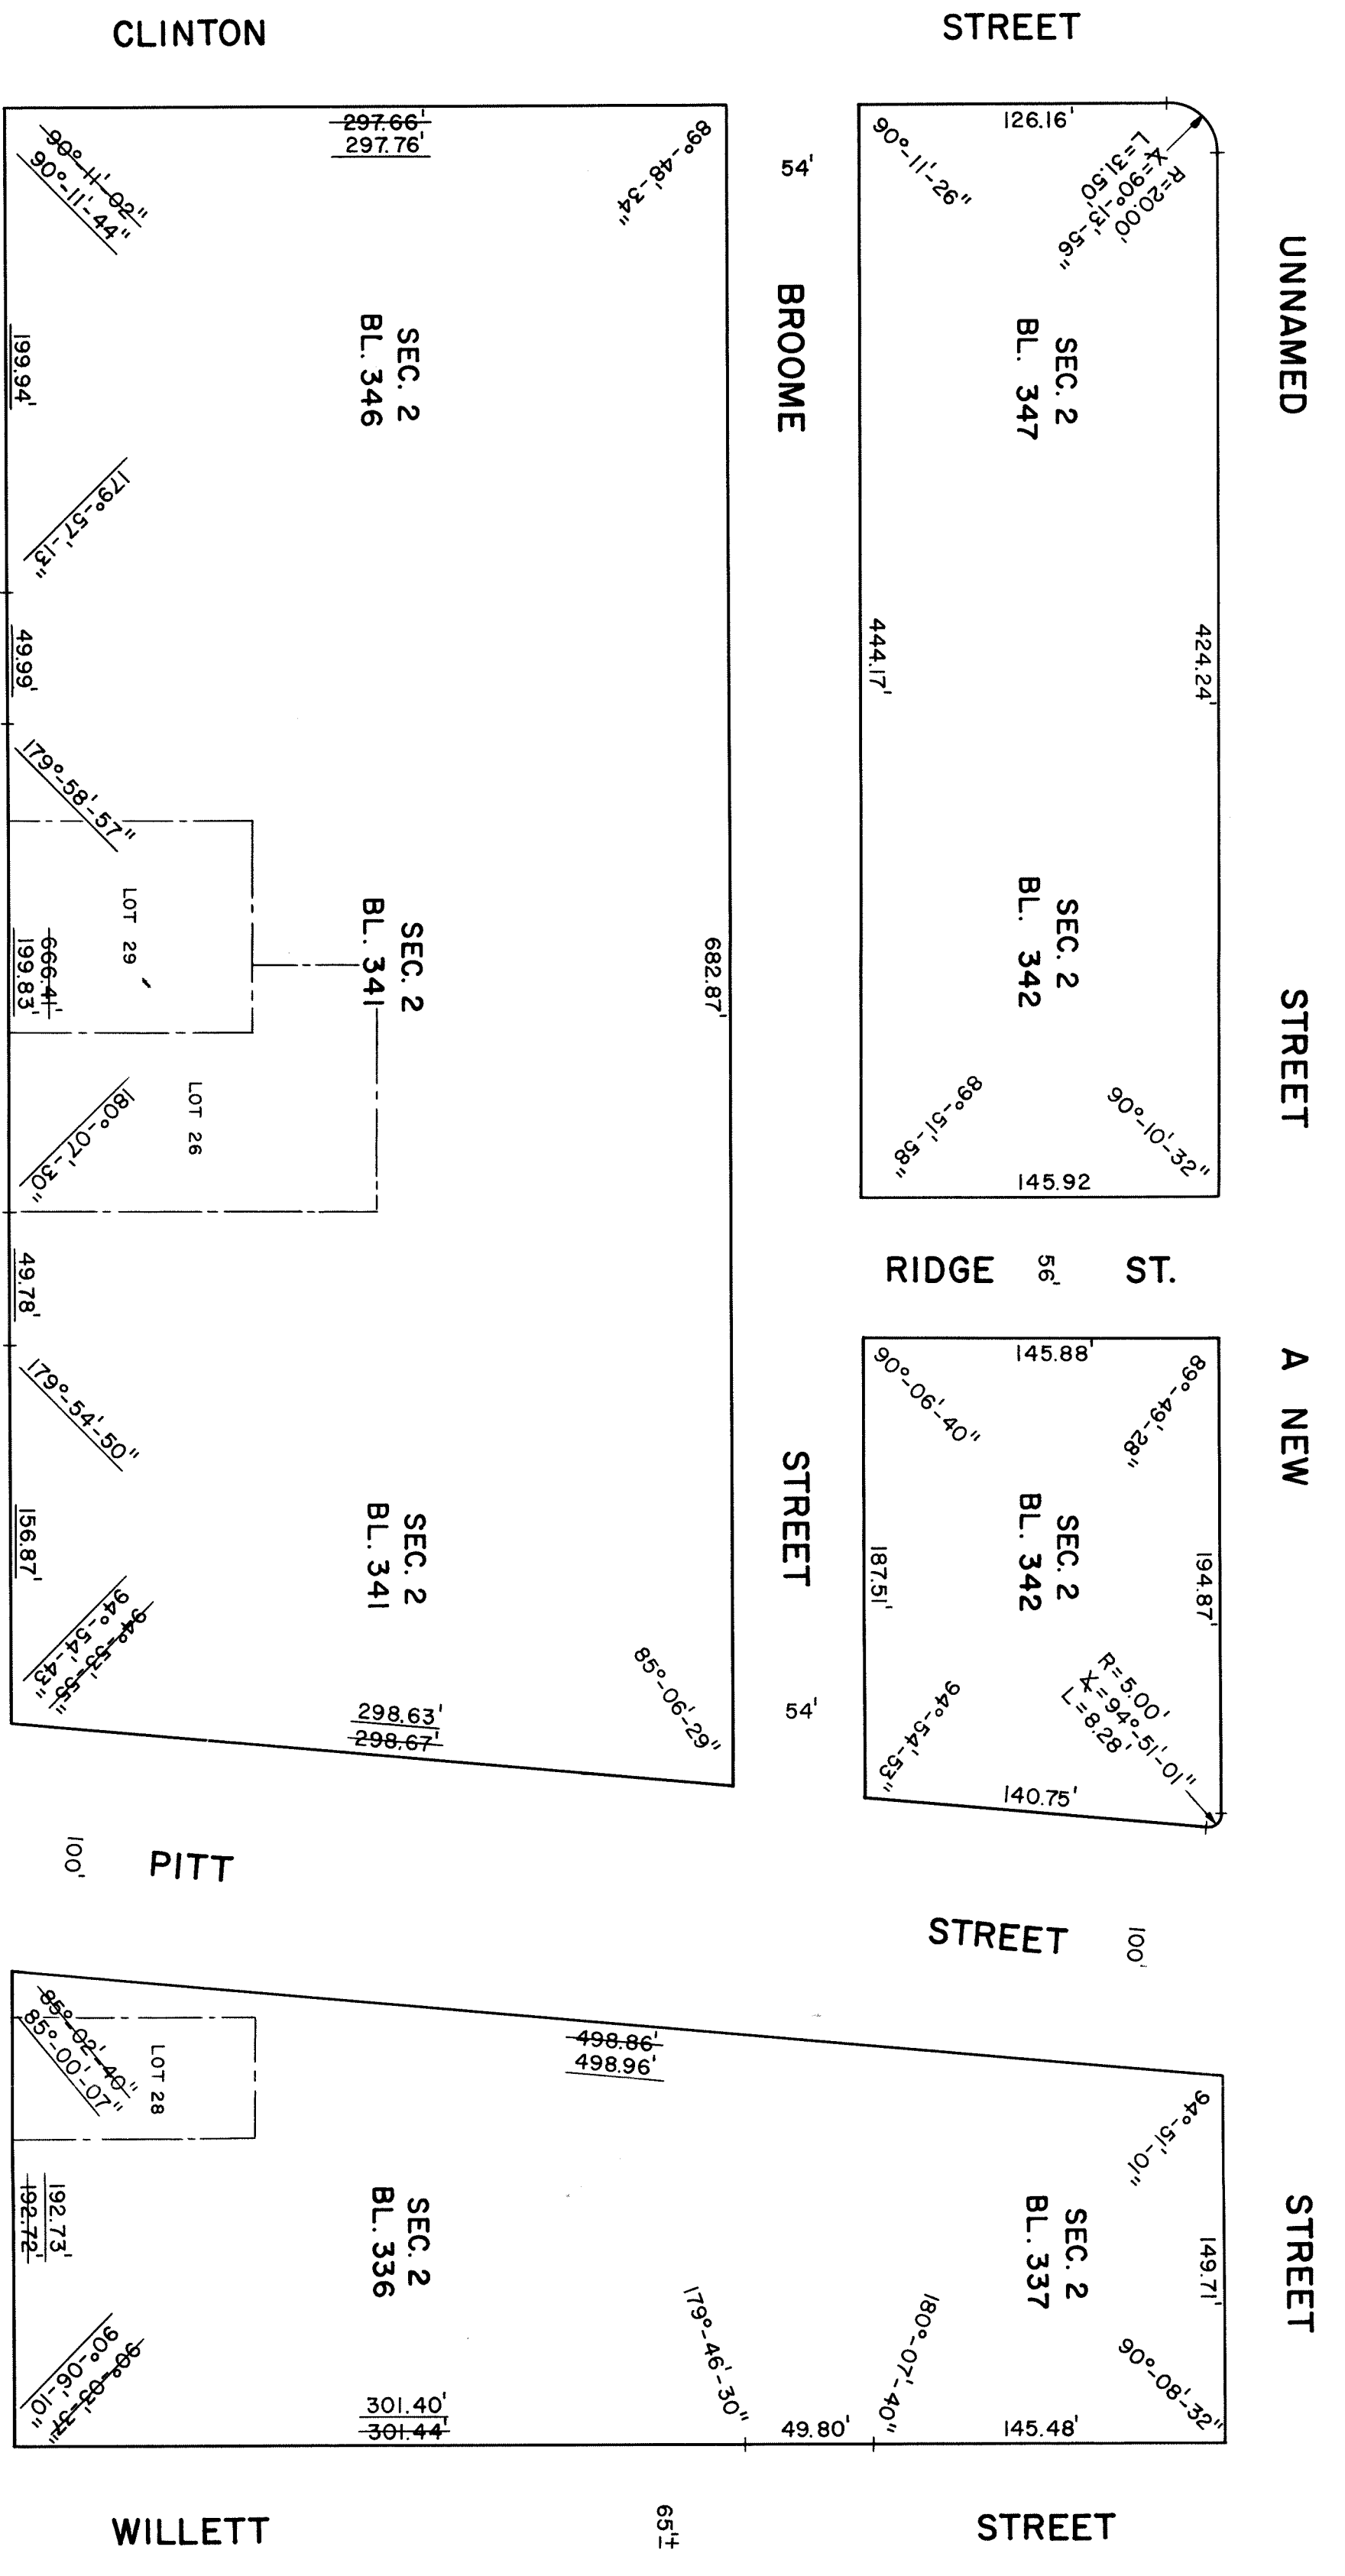 CLINTON STREET
297.66'
297.76'
90°-11'-02"
90°-11'-44"
89°-48'-34"
54'
126.16'
90°-11'-26"
R=20.00'
∡=90°-13'-56"
L=31.50'
UNNAMED STREET
199.94'
179°-57'-13"
SEC. 2
BL. 346
BROOME STREET
SEC. 2
BL. 347
49.99'
179°-58'-57"
444.17'
424.24'
LOT 29
666.41'
199.83'
SEC. 2
BL. 341
682.87'
SEC. 2
BL. 342
LOT 26
180°-07'-30"
89°-51'-58"
90°-10'-32"
145.92
RIDGE 56' ST.
49.78'
179°-54'-50"
145.88'
90°-06'-40"
89°-49'-28"
A NEW STREET
156.87'
94°-53'-55"
94°-54'-43"
SEC. 2
BL. 341
85°-06'-29"
298.63'
298.67'
54'
187.51'
SEC. 2
BL. 342
194.87'
94°-54'-53"
R=5.00'
∡=94°-51'-01"
L=8.28'
140.75'
100'
PITT STREET
100'
85°-02'-40"
85°-00'-07"
LOT 28
498.86'
498.96'
94°-51'-01"
192.73'
192.72'
SEC. 2
BL. 336
SEC. 2
BL. 337
149.71'
90°-03'-37"
90°-06'-10"
179°-46'-30"
180°-07'-40"
90°-08'-32"
301.40'
301.44'
49.80'
145.48'
WILLETT STREET
65'±